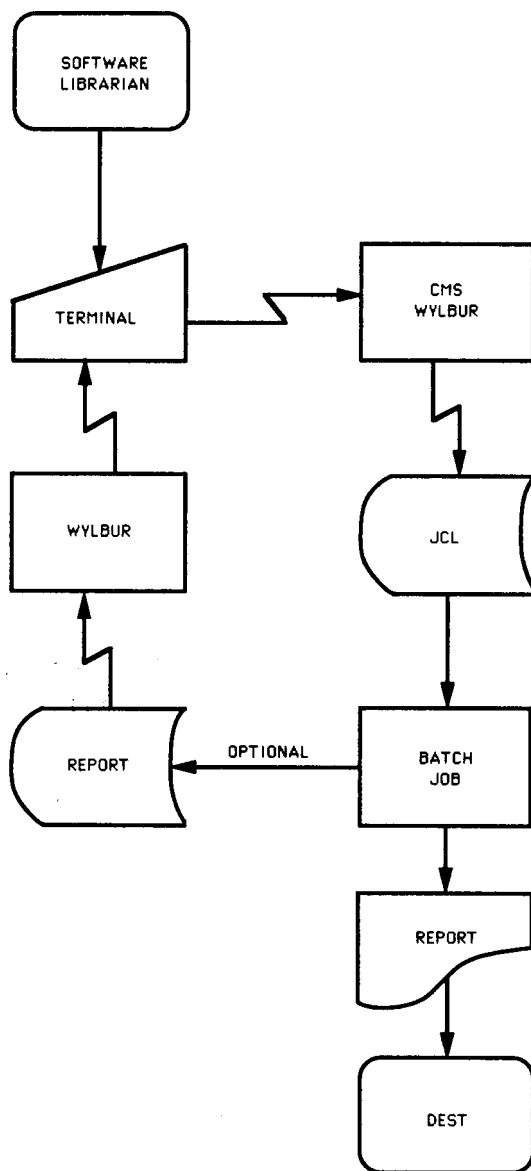 SOFTWARE
LIBRARIAN
TERMINAL
CMS
WYLBUR
WYLBUR
JCL
REPORT
OPTIONAL
BATCH
JOB
REPORT
DEST